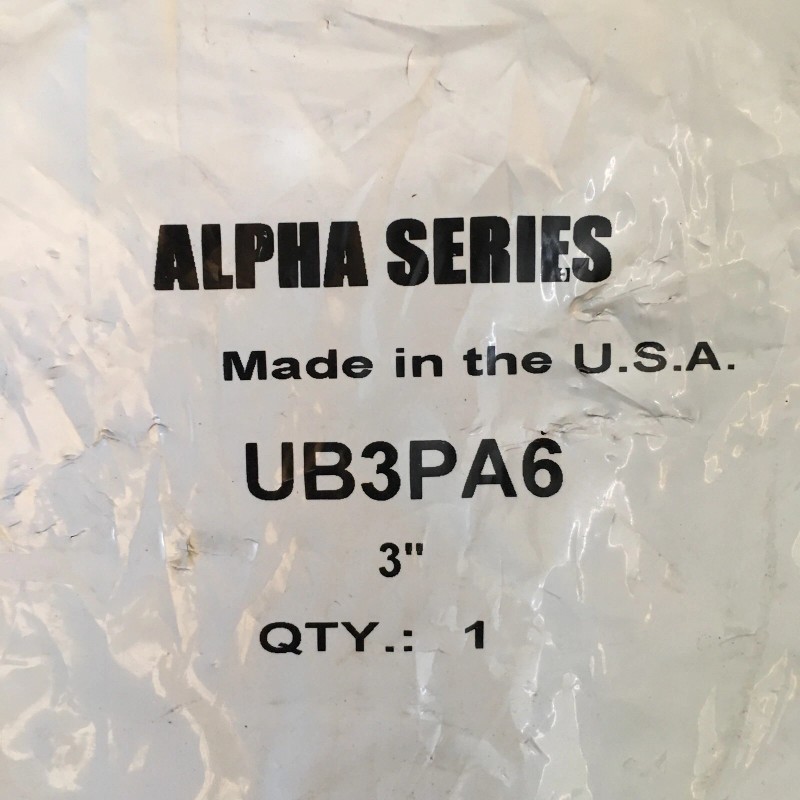 ALPHA SERIES
Made in the U.S.A.
UB3PA6
3"
QTY.: 1